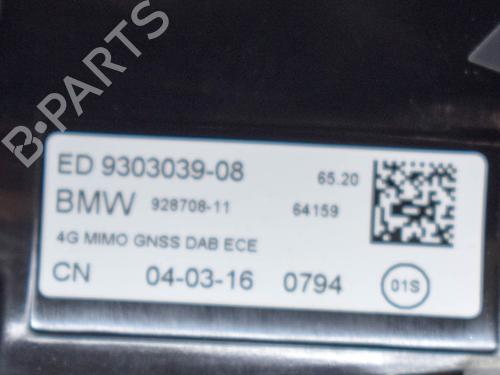 B-PARTS
ED 9303039-08 65.20
BMW 928708-11 64159
4G MIMO GNSS DAB ECE
CN 04-03-16 0794 01S